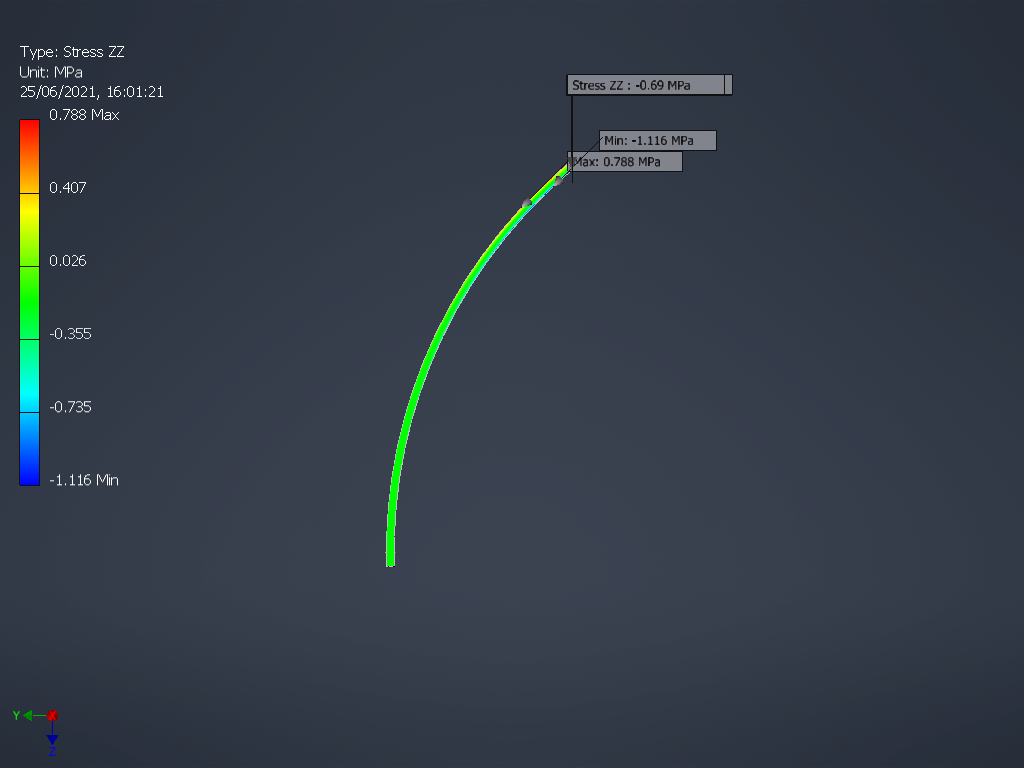 Type: Stress ZZ
Unit: MPa
25/06/2021, 16:01:21
0.788 Max
0.407
0.026
-0.355
-0.735
-1.116 Min
Stress ZZ : -0.69 MPa
Min: -1.116 MPa
Max: 0.788 MPa
Y
X
Z